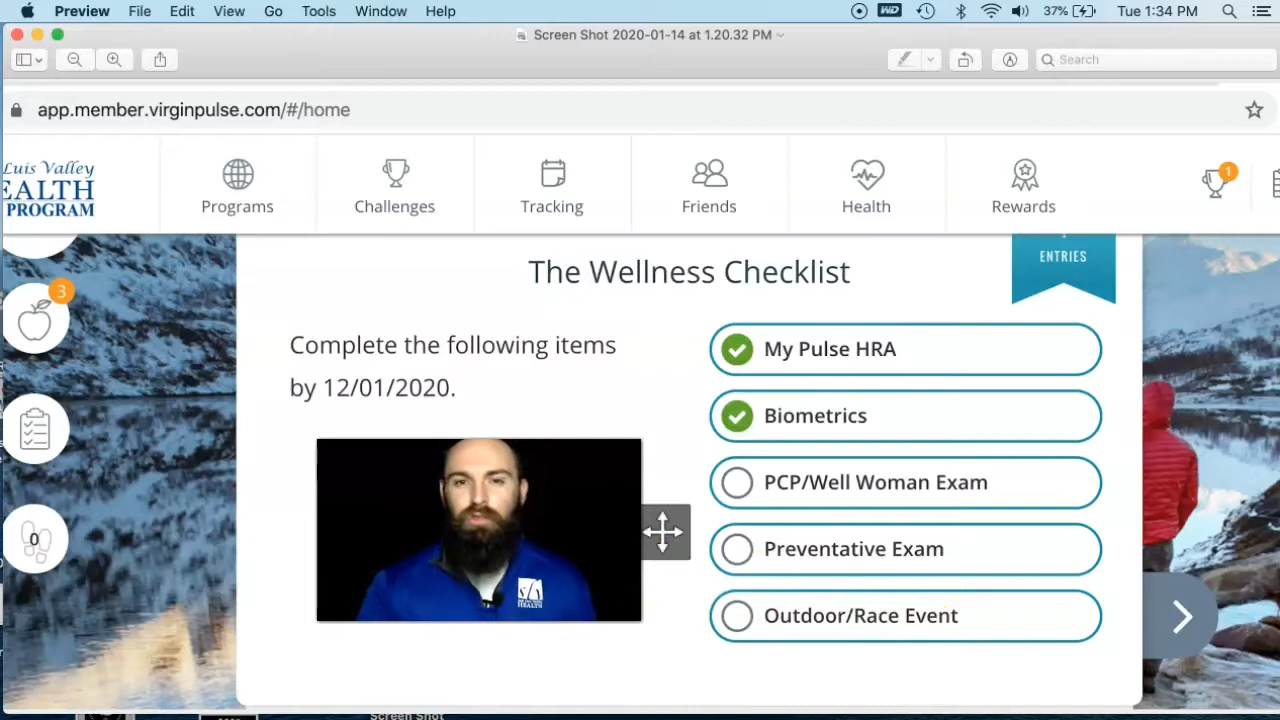 Preview File Edit View Go Tools Window Help
WD 37% Tue 1:34 PM
Screen Shot 2020-01-14 at 1.20.32 PM
Search
app.member.virginpulse.com/#/home
Luis Valley
EALTH
PROGRAM
Programs
Challenges
Tracking
Friends
Health
Rewards
1
3
0
ENTRIES
The Wellness Checklist
Complete the following items
by 12/01/2020.
My Pulse HRA
Biometrics
PCP/Well Woman Exam
Preventative Exam
Outdoor/Race Event
HEALTH
Screen Shot